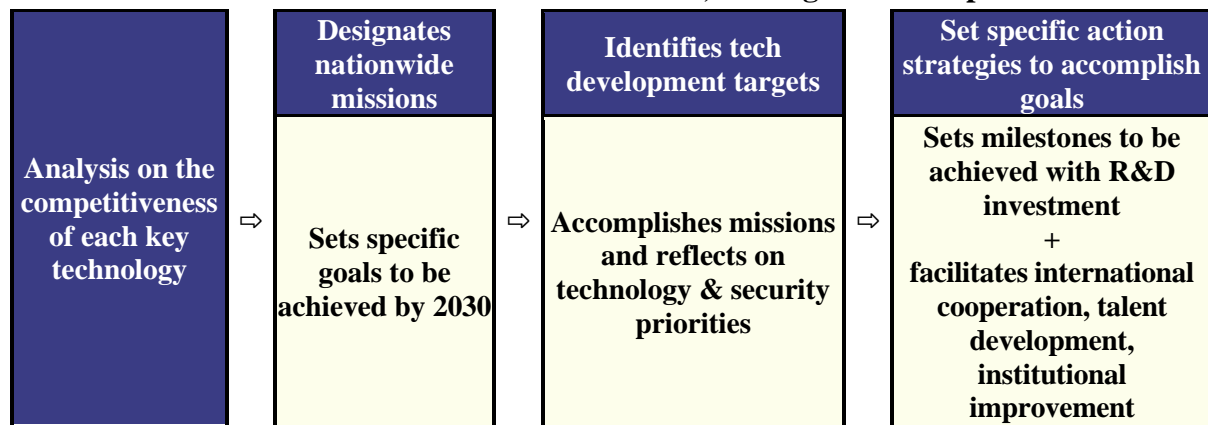 Analysis on the
competitiveness
of each key
technology
⇨
Designates
nationwide
missions
Sets specific
goals to be
achieved by 2030
⇨
Identifies tech
development targets
Accomplishes missions
and reflects on
technology & security
priorities
⇨
Set specific action
strategies to accomplish
goals
Sets milestones to be
achieved with R&D
investment
+
facilitates international
cooperation, talent
development,
institutional
improvement